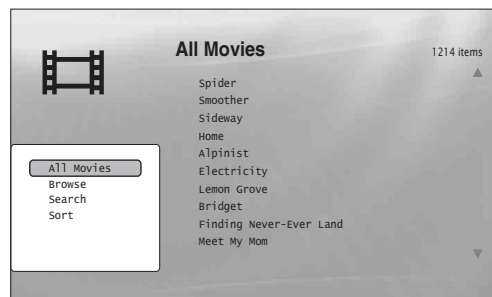 All Movies
1214 items
Spider
Smoother
Sideway
Home
Alpinist
Electricity
Lemon Grove
Bridget
Finding Never-Ever Land
Meet My Mom
All Movies
Browse
Search
Sort